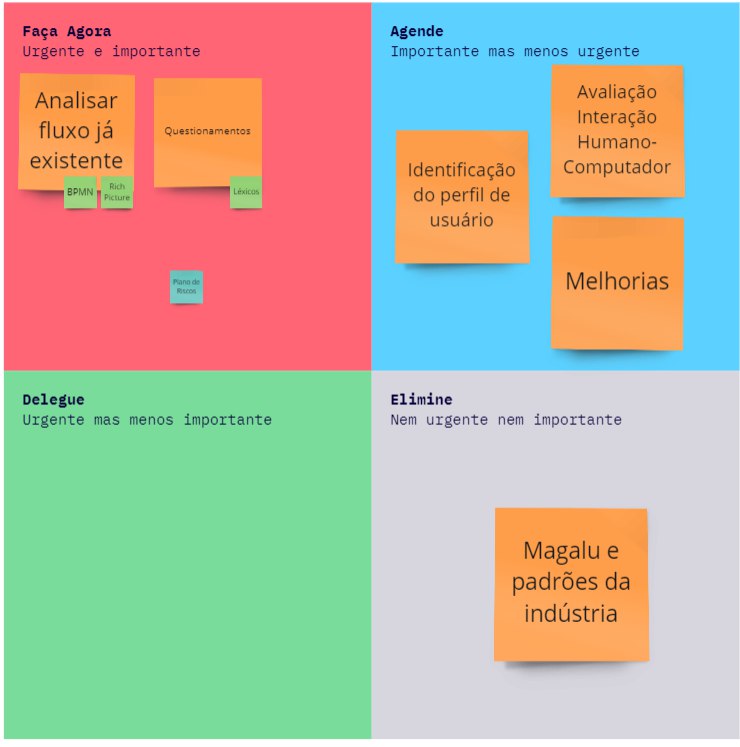 Faça Agora
Urgente e importante
Analisar
fluxo já
existente
BPMN
Rich
Picture
Questionamentos
Léxicos
Plano de
Riscos
Agende
Importante mas menos urgente
Identificação
do perfil de
usuário
Avaliação
Interação
Humano-
Computador
Melhorias
Delegue
Urgente mas menos importante
Elimine
Nem urgente nem importante
Magalu e
padrões da
indústria